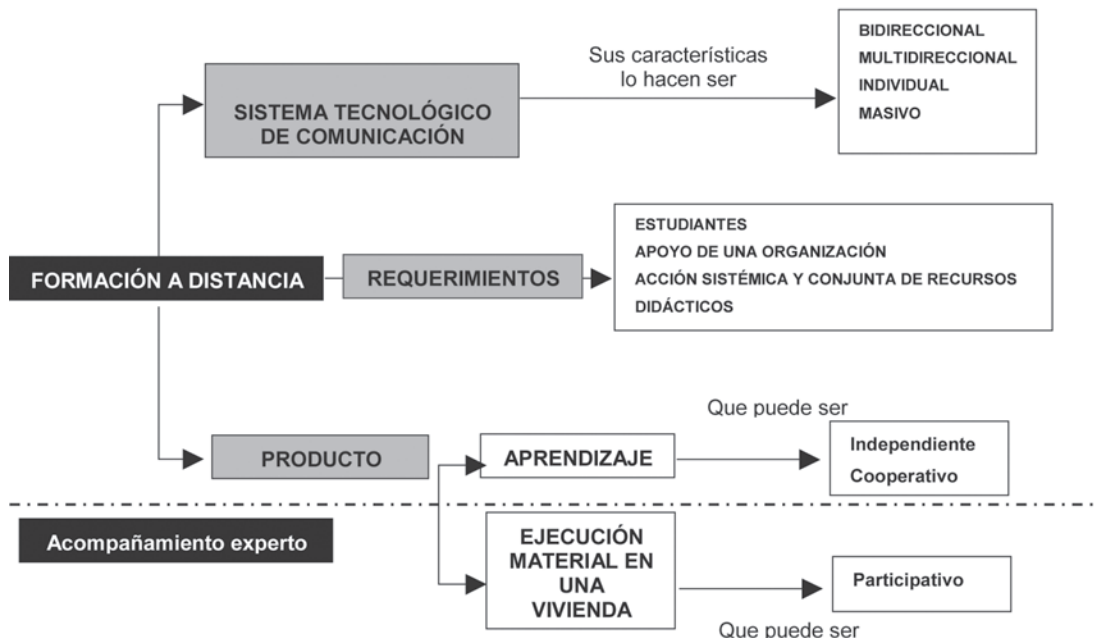 Sus características
lo hacen ser
BIDIRECCIONAL
MULTIDIRECCIONAL
INDIVIDUAL
MASIVO
SISTEMA TECNOLÓGICO
DE COMUNICACIÓN
ESTUDIANTES
APOYO DE UNA ORGANIZACIÓN
ACCIÓN SISTÉMICA Y CONJUNTA DE RECURSOS
DIDÁCTICOS
FORMACIÓN A DISTANCIA
REQUERIMIENTOS
Que puede ser
PRODUCTO
APRENDIZAJE
Independiente
Cooperativo
Acompañamiento experto
EJECUCIÓN
MATERIAL EN
UNA
VIVIENDA
Participativo
Que puede ser